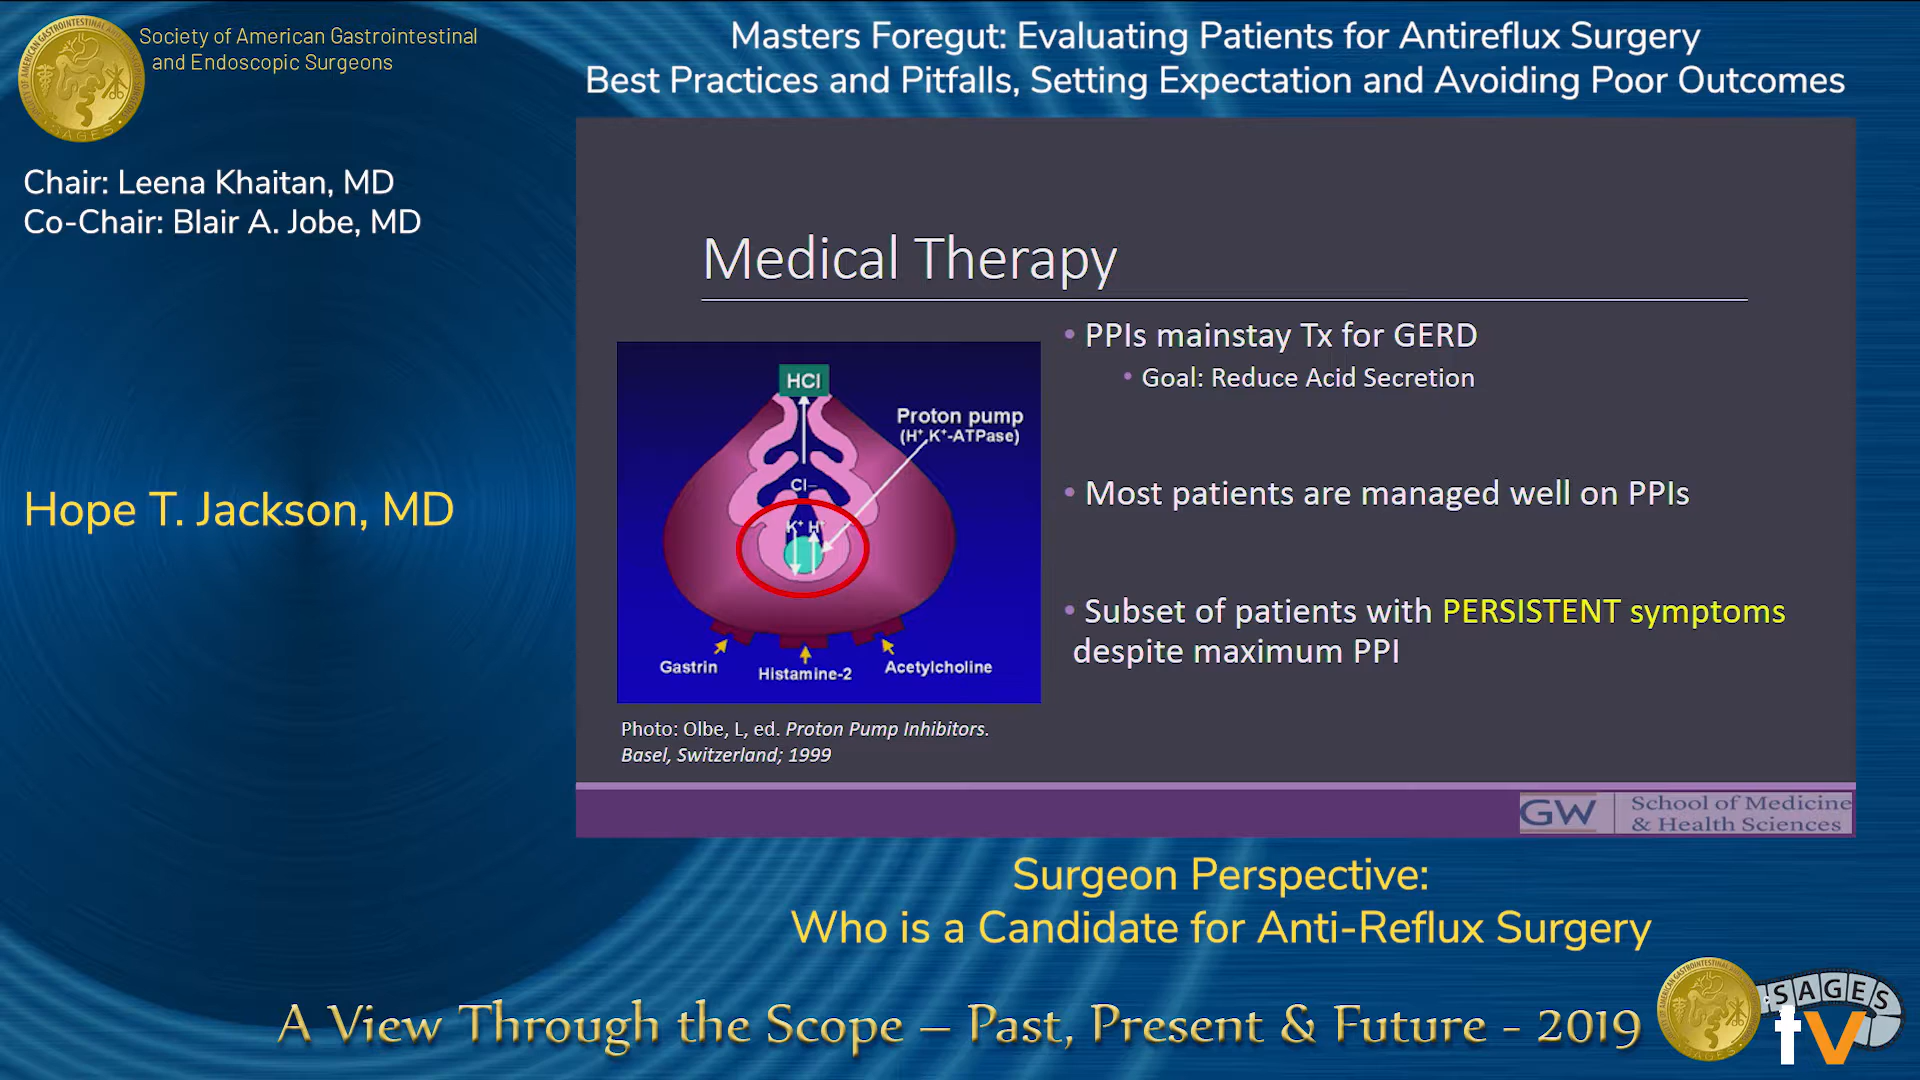 Society of American Gastrointestinal
and Endoscopic Surgeons
Masters Foregut: Evaluating Patients for Antireflux Surgery
Best Practices and Pitfalls, Setting Expectation and Avoiding Poor Outcomes
Chair: Leena Khaitan, MD
Co-Chair: Blair A. Jobe, MD
Hope T. Jackson, MD
Medical Therapy
HCl
Proton pump
(H⁺,K⁺-ATPase)
Cl−
K⁺ H⁺
Gastrin
Histamine-2
Acetylcholine
Photo: Olbe, L, ed. Proton Pump Inhibitors.
Basel, Switzerland; 1999
• PPIs mainstay Tx for GERD
• Goal: Reduce Acid Secretion
• Most patients are managed well on PPIs
• Subset of patients with PERSISTENT symptoms
despite maximum PPI
GW
School of Medicine
& Health Sciences
Surgeon Perspective:
Who is a Candidate for Anti-Reflux Surgery
A View Through the Scope – Past, Present & Future - 2019
SAGES
tv